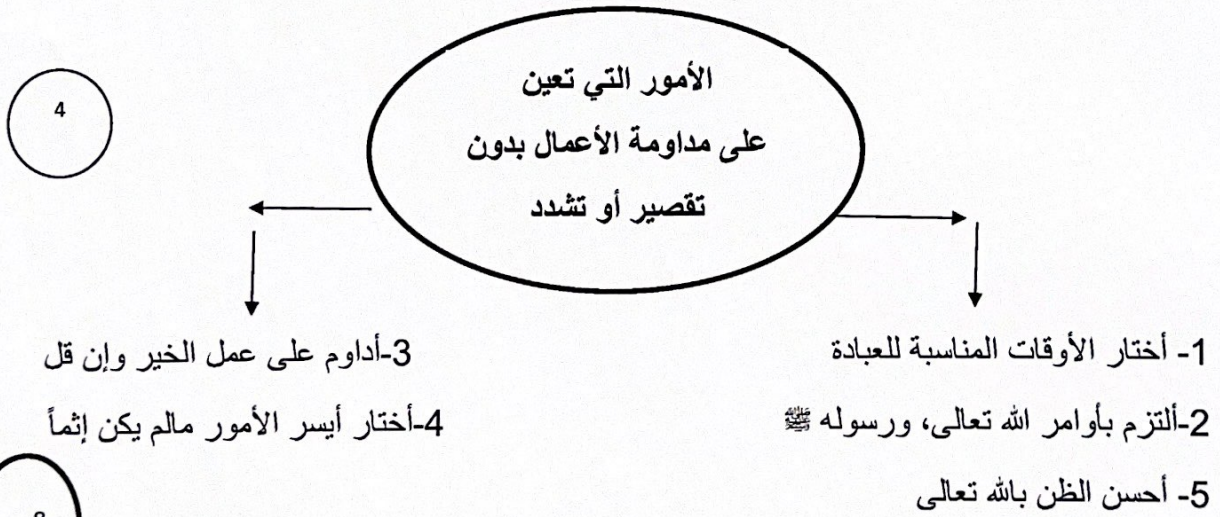 الأمور التي تعين
على مداومة الأعمال بدون
تقصير أو تشدد
4
1- أختار الأوقات المناسبة للعبادة
2-ألتزم بأوامر الله تعالى، ورسوله ﷺ
3-أداوم على عمل الخير وإن قل
4-أختار أيسر الأمور مالم يكن إثماً
5- أحسن الظن بالله تعالى